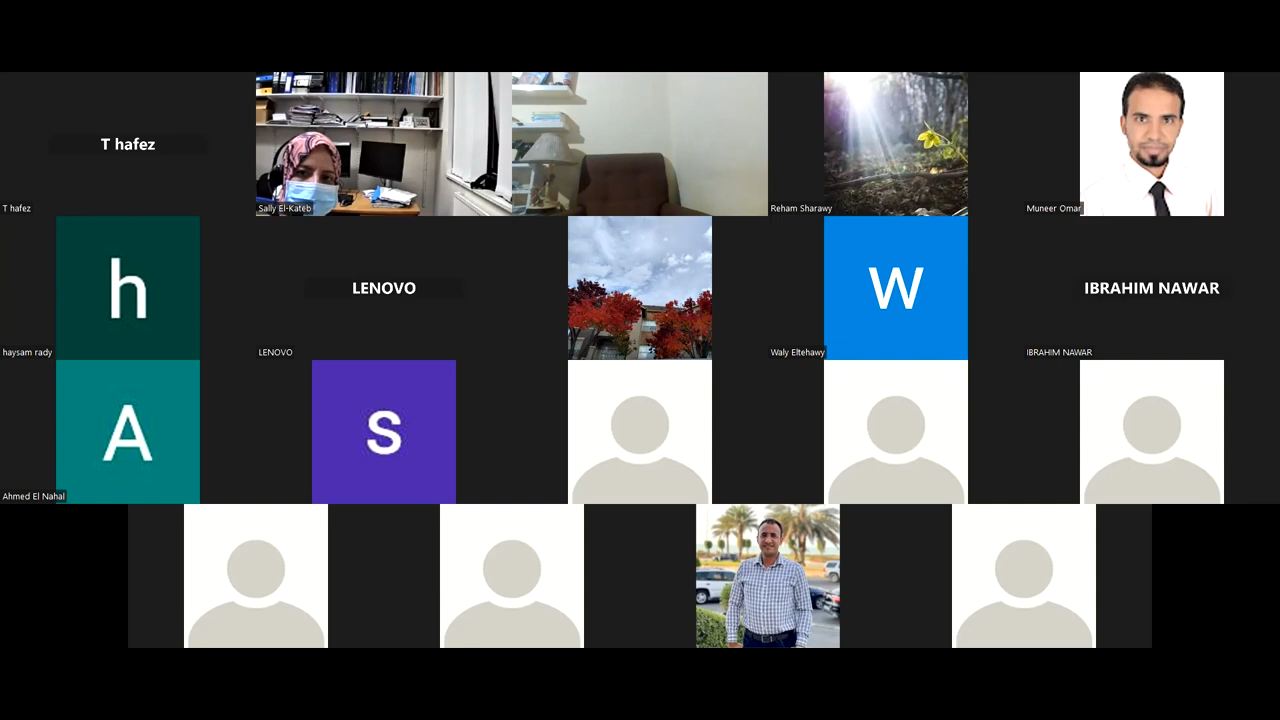 T hafez
T hafez
Sally El-Kateb
Reham Sharawy
Muneer Omar
h
haysam rady
LENOVO
LENOVO
W
Waly Eltehawy
IBRAHIM NAWAR
IBRAHIM NAWAR
A
Ahmed El Nahal
S